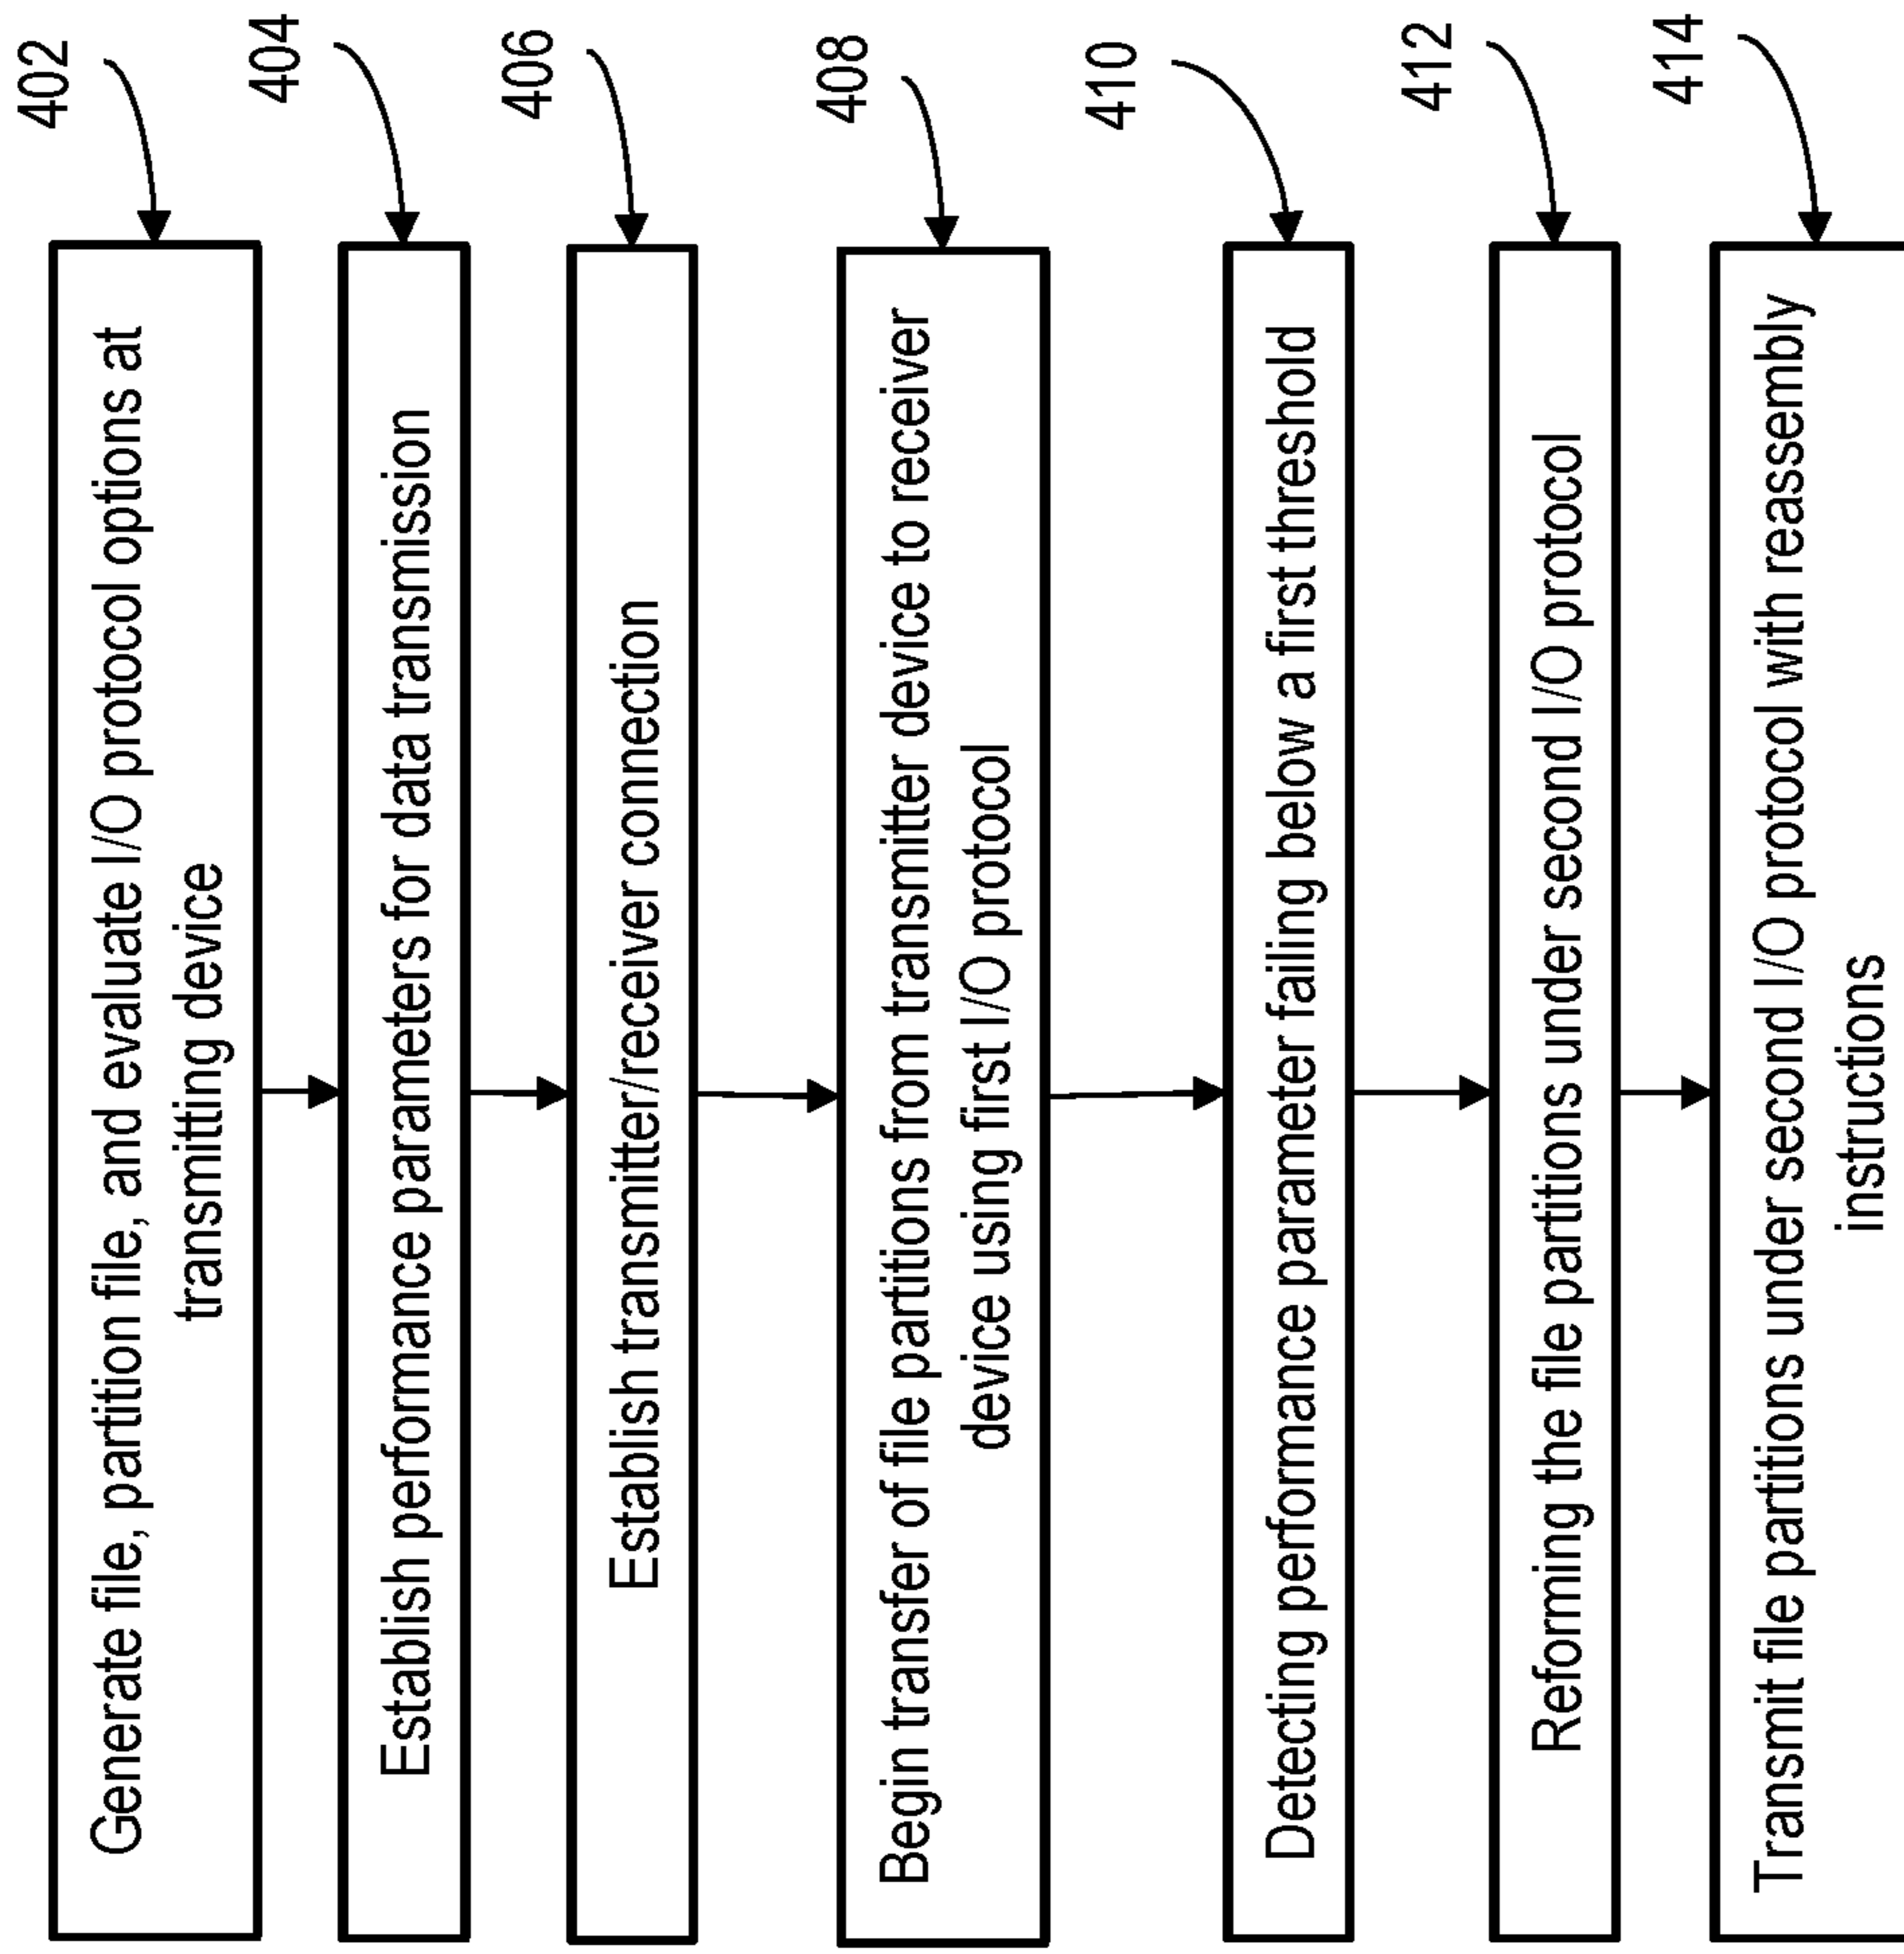 402
Generate file, partition file, and evaluate I/O protocol options at
transmitting device
404
Establish performance parameters for data transmission
406
Establish transmitter/receiver connection
408
Begin transfer of file partitions from transmitter device to receiver
device using first I/O protocol
410
Detecting performance parameter failing below a first threshold
412
Reforming the file partitions under second I/O protocol
414
Transmit file partitions under second I/O protocol with reassembly
instructions